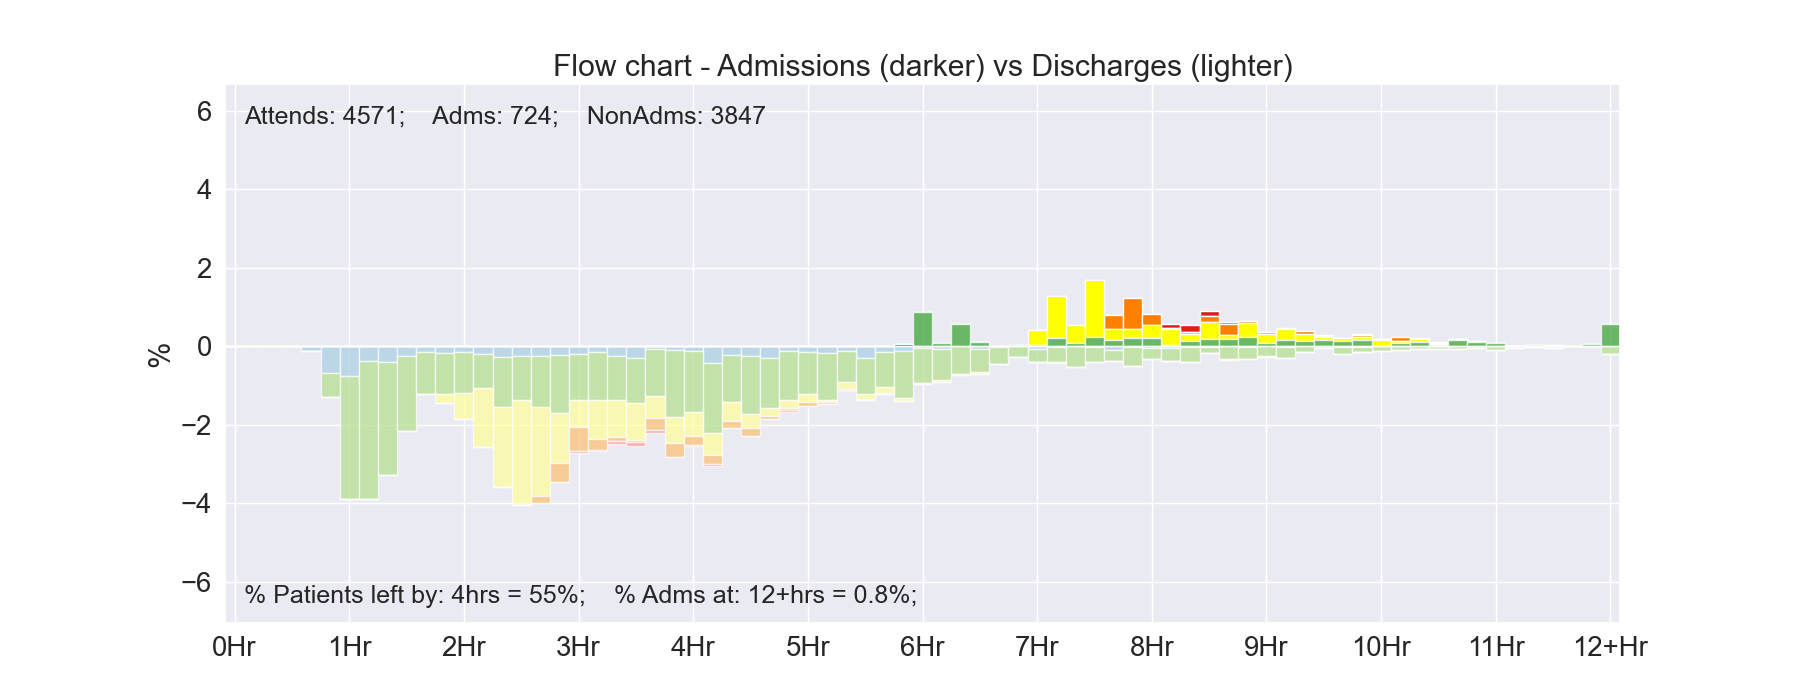 Flow chart - Admissions (darker) vs Discharges (lighter)
Attends: 4571;    Adms: 724;    NonAdms: 3847
6
4
2
0
−2
−4
−6
%
% Patients left by: 4hrs = 55%;    % Adms at: 12+hrs = 0.8%;
0Hr 1Hr 2Hr 3Hr 4Hr 5Hr 6Hr 7Hr 8Hr 9Hr 10Hr 11Hr 12+Hr